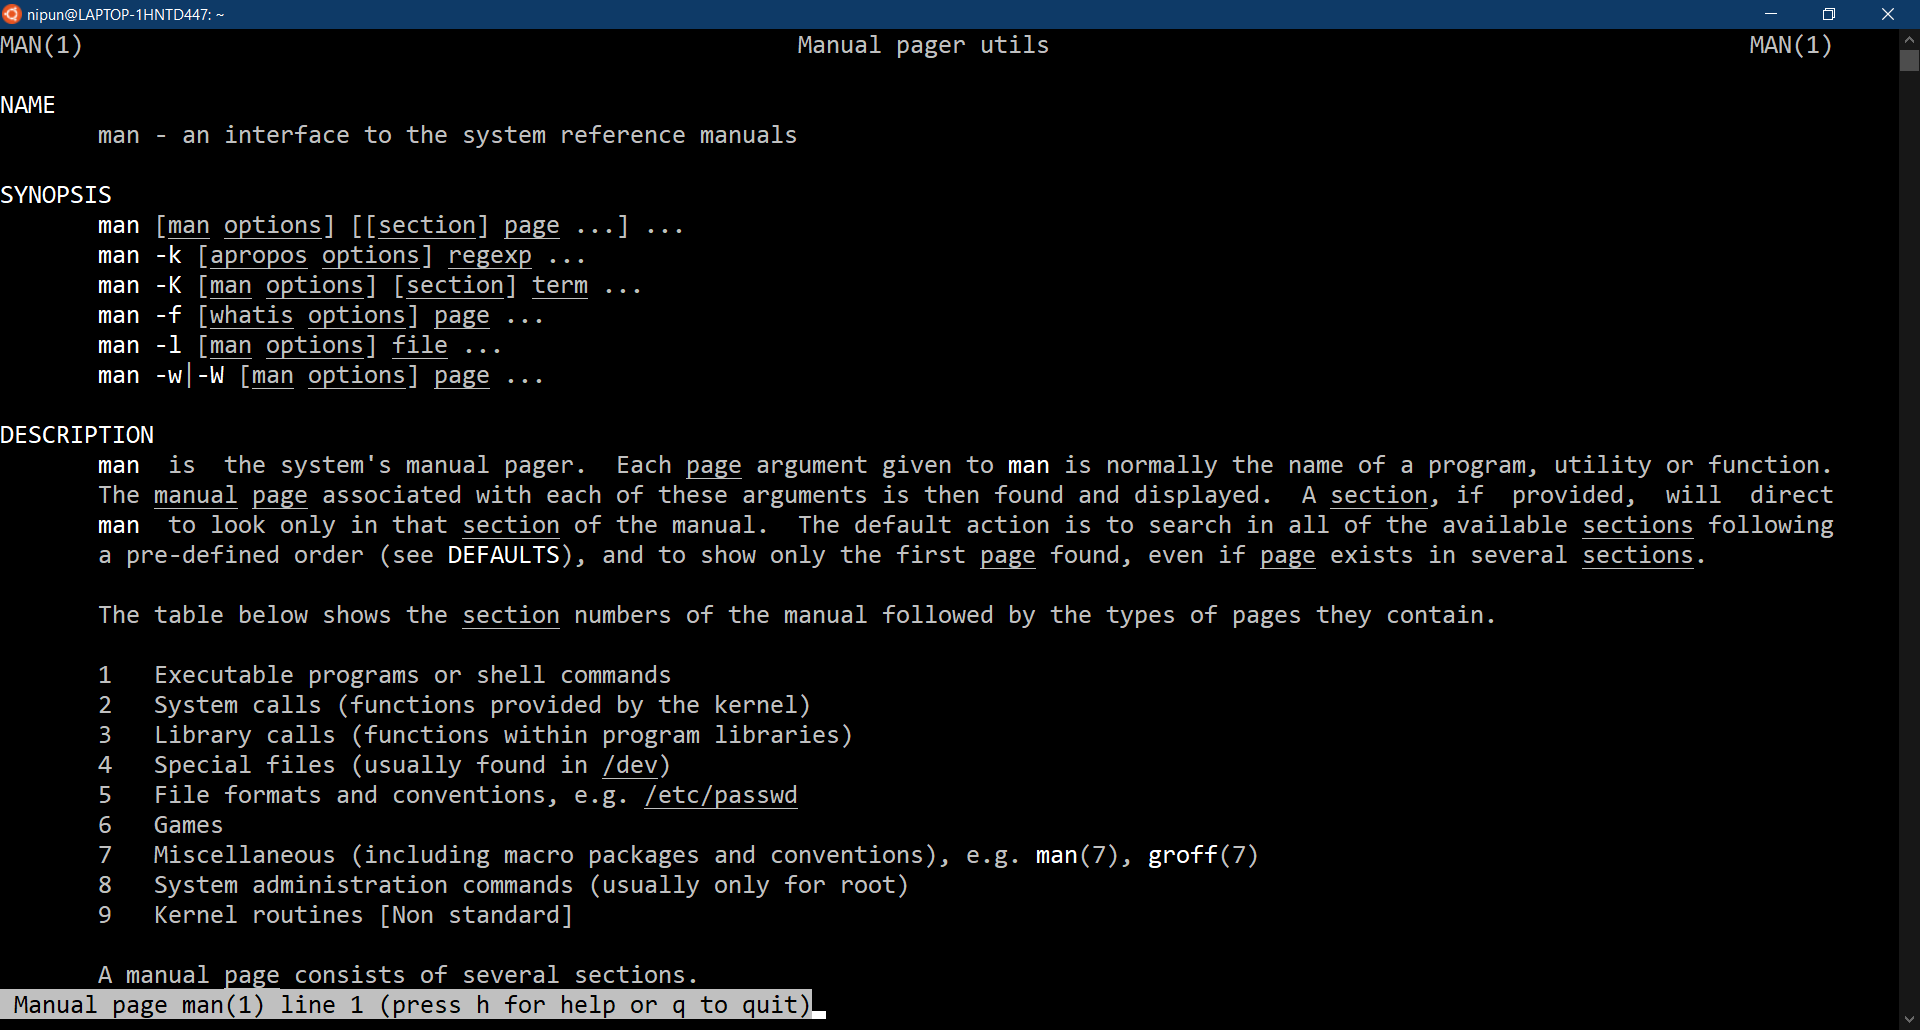 nipun@LAPTOP-1HNTD447: ~
MAN(1) Manual pager utils MAN(1)
NAME
man - an interface to the system reference manuals
SYNOPSIS
man [man options] [[section] page ...] ...
man -k [apropos options] regexp ...
man -K [man options] [section] term ...
man -f [whatis options] page ...
man -l [man options] file ...
man -w|-W [man options] page ...
DESCRIPTION
man is the system's manual pager. Each page argument given to man is normally the name of a program, utility or function.
The manual page associated with each of these arguments is then found and displayed. A section, if provided, will direct
man to look only in that section of the manual. The default action is to search in all of the available sections following
a pre-defined order (see DEFAULTS), and to show only the first page found, even if page exists in several sections.
The table below shows the section numbers of the manual followed by the types of pages they contain.
1 Executable programs or shell commands
2 System calls (functions provided by the kernel)
3 Library calls (functions within program libraries)
4 Special files (usually found in /dev)
5 File formats and conventions, e.g. /etc/passwd
6 Games
7 Miscellaneous (including macro packages and conventions), e.g. man(7), groff(7)
8 System administration commands (usually only for root)
9 Kernel routines [Non standard]
A manual page consists of several sections.
Manual page man(1) line 1 (press h for help or q to quit)